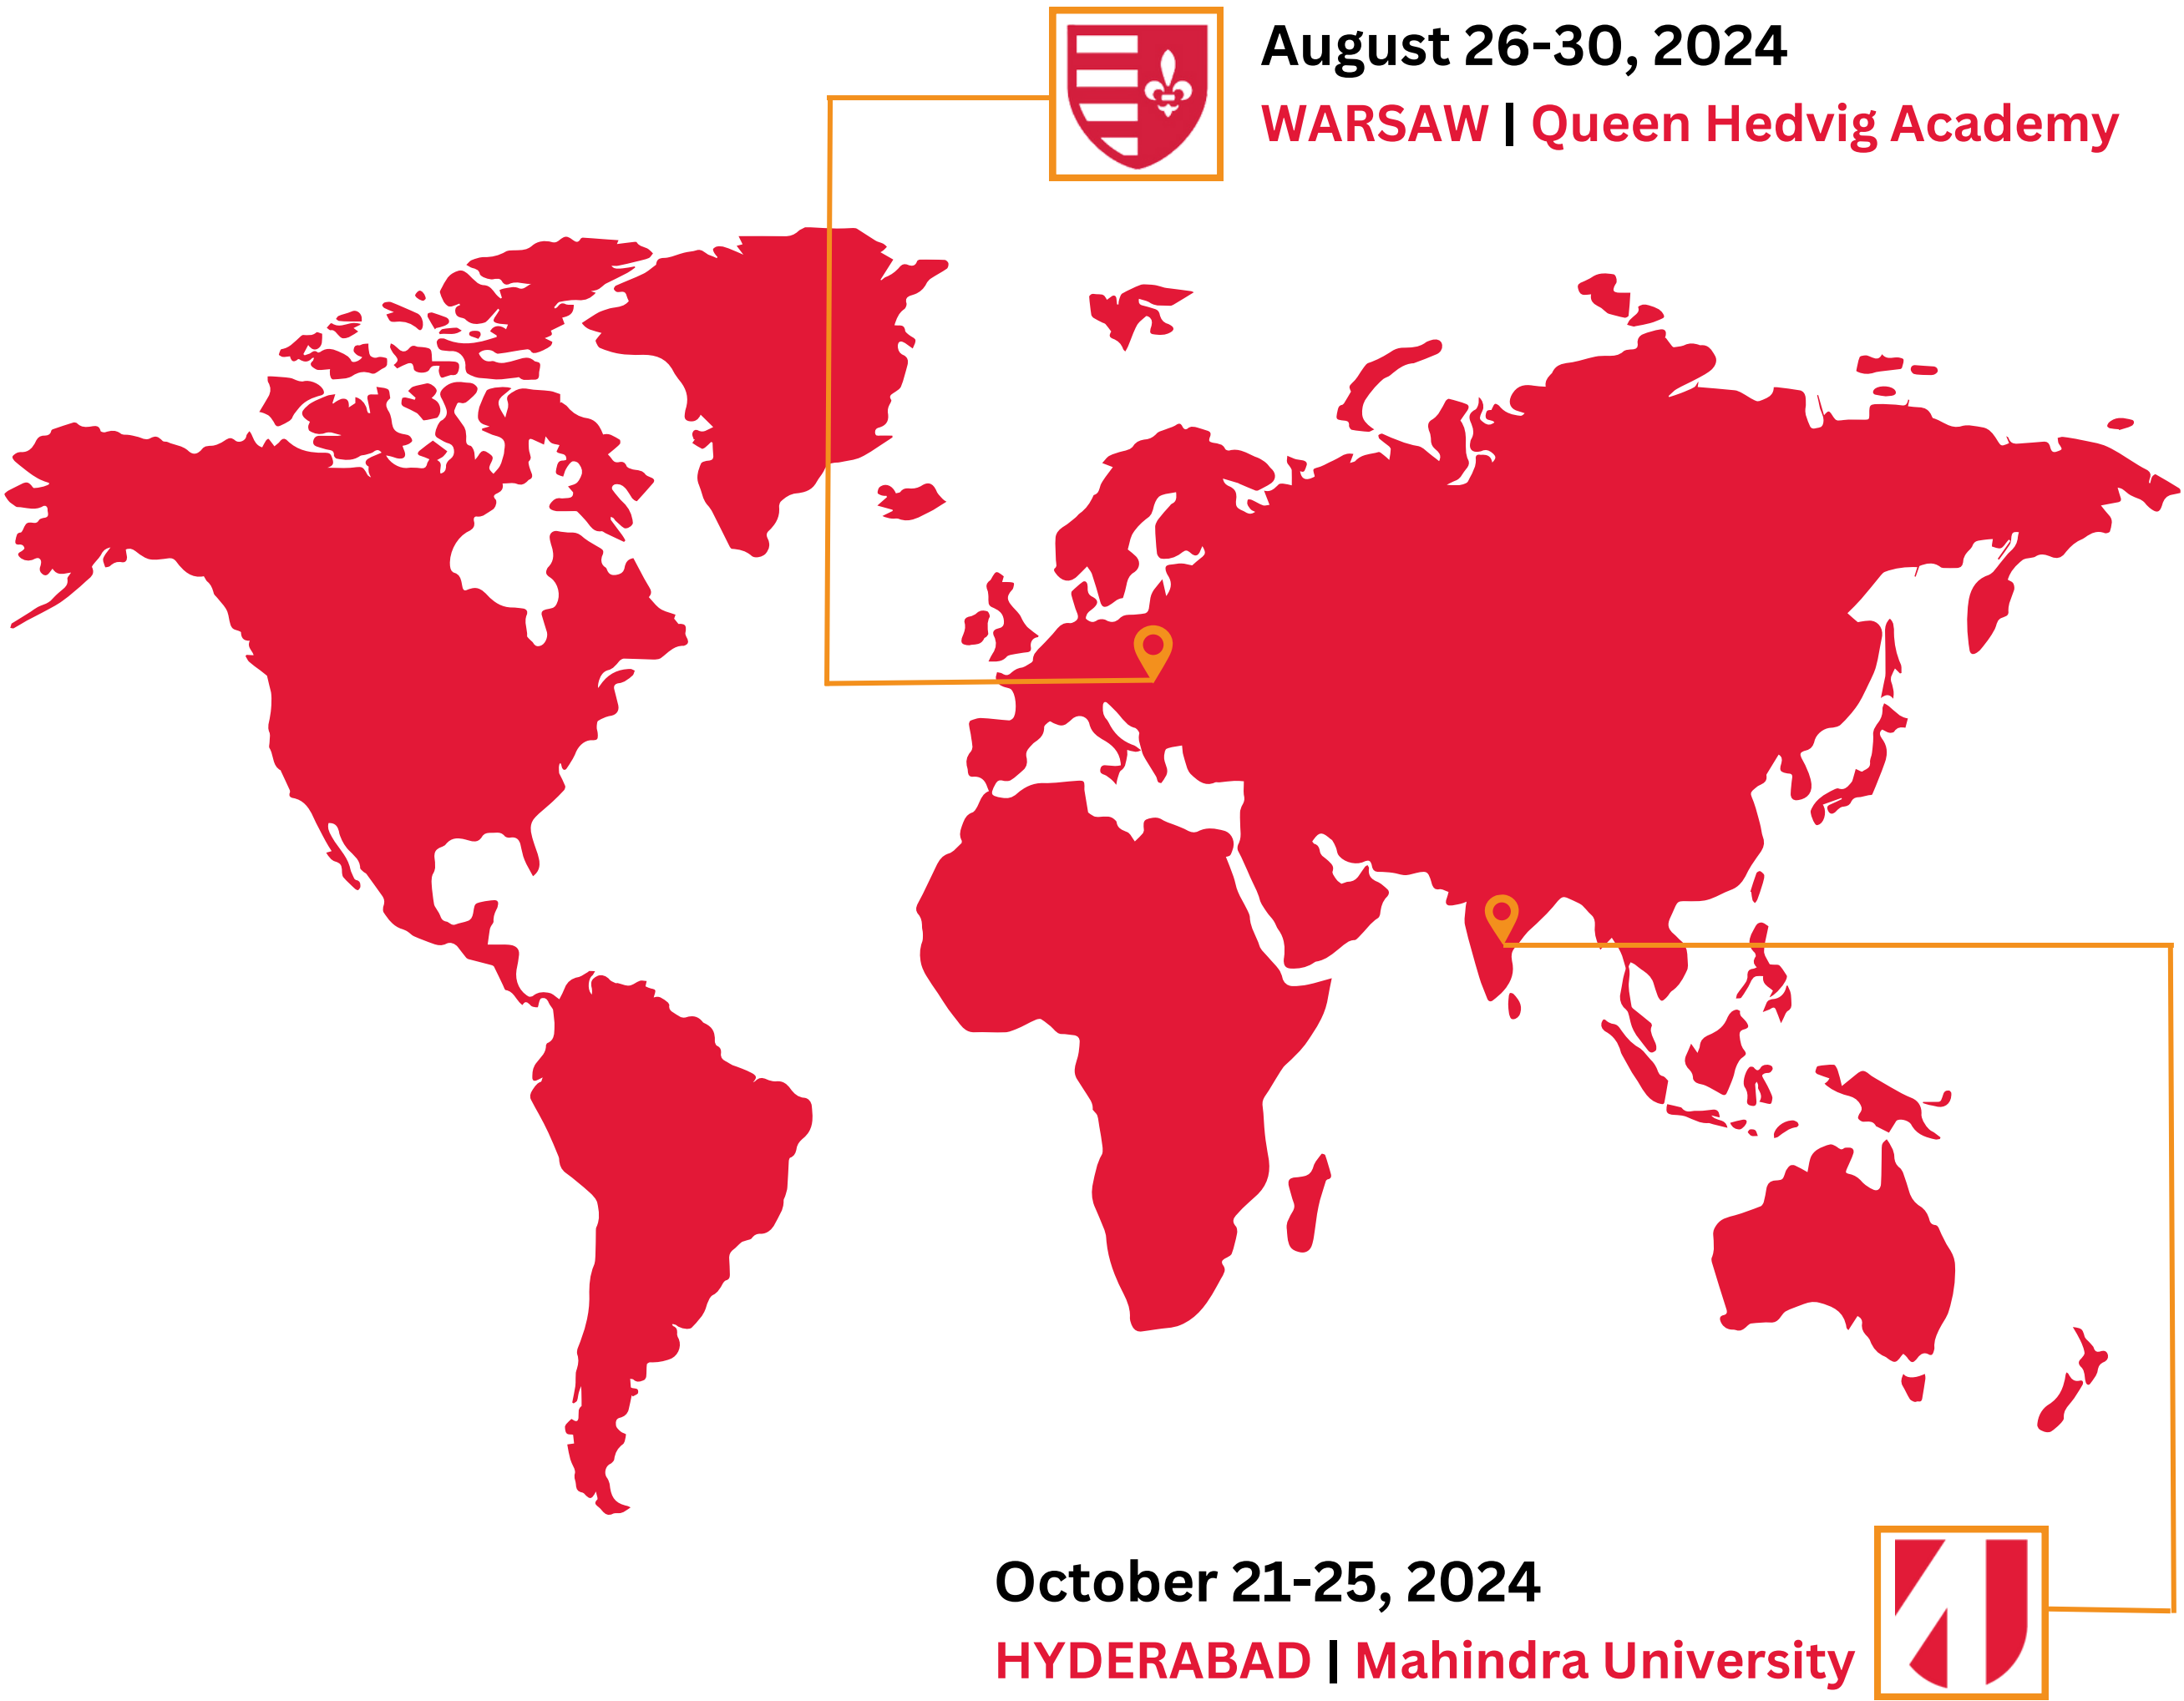 August 26-30, 2024
WARSAW | Queen Hedvig Academy
October 21-25, 2024
HYDERABAD | Mahindra University